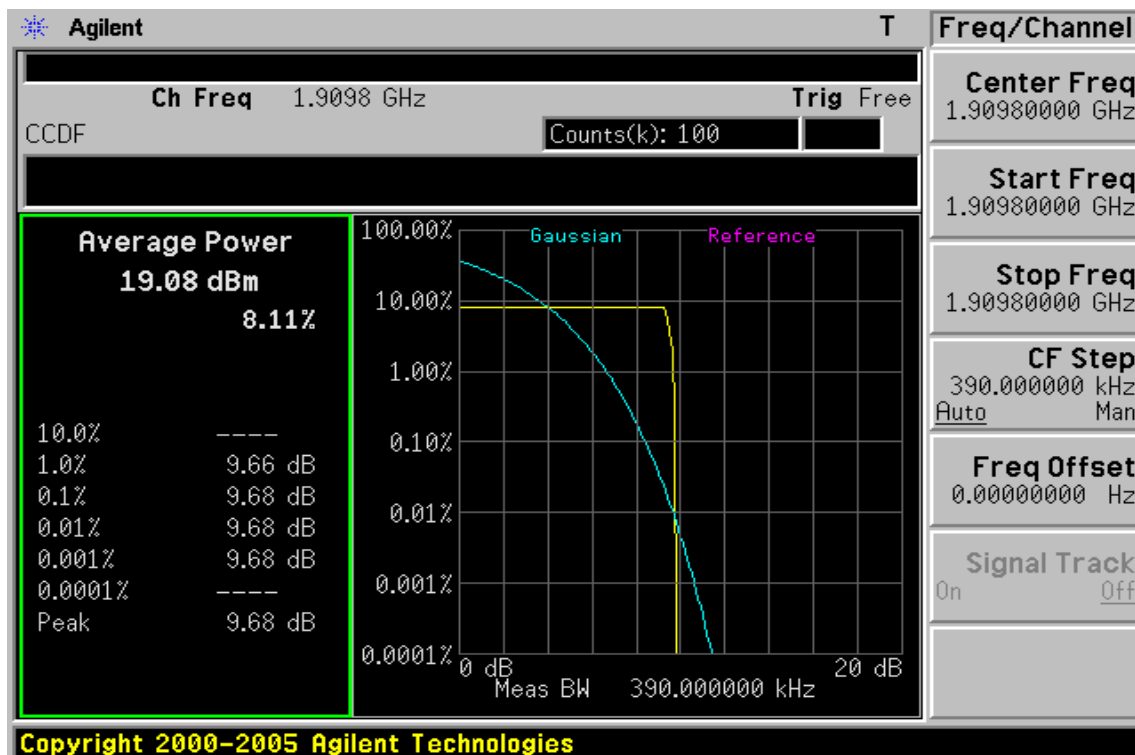 Agilent T
Ch Freq 1.9098 GHz Trig Free
CCDF Counts(k): 100
Average Power
19.08 dBm
8.11%
10.0% ----
1.0% 9.66 dB
0.1% 9.68 dB
0.01% 9.68 dB
0.001% 9.68 dB
0.0001% ----
Peak 9.68 dB
Gaussian Reference
100.00%
10.00%
1.00%
0.10%
0.01%
0.001%
0.0001%
0 dB 20 dB
Meas BW 390.000000 kHz
Freq/Channel
Center Freq
1.90980000 GHz
Start Freq
1.90980000 GHz
Stop Freq
1.90980000 GHz
CF Step
390.000000 kHz
Auto Man
Freq Offset
0.00000000 Hz
Signal Track
On Off
Copyright 2000-2005 Agilent Technologies